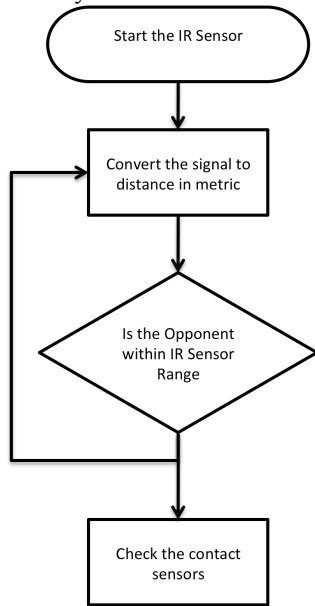 Start the IR Sensor
Convert the signal to
distance in metric
Is the Opponent
within IR Sensor
Range
Check the contact
sensors